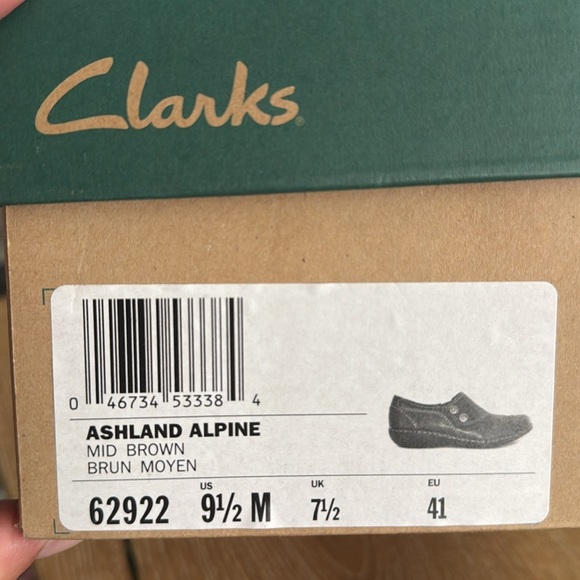 Clarks
0 46734 53338 4
ASHLAND ALPINE
MID BROWN
BRUN MOYEN
US UK EU
62922 9½ M 7½ 41